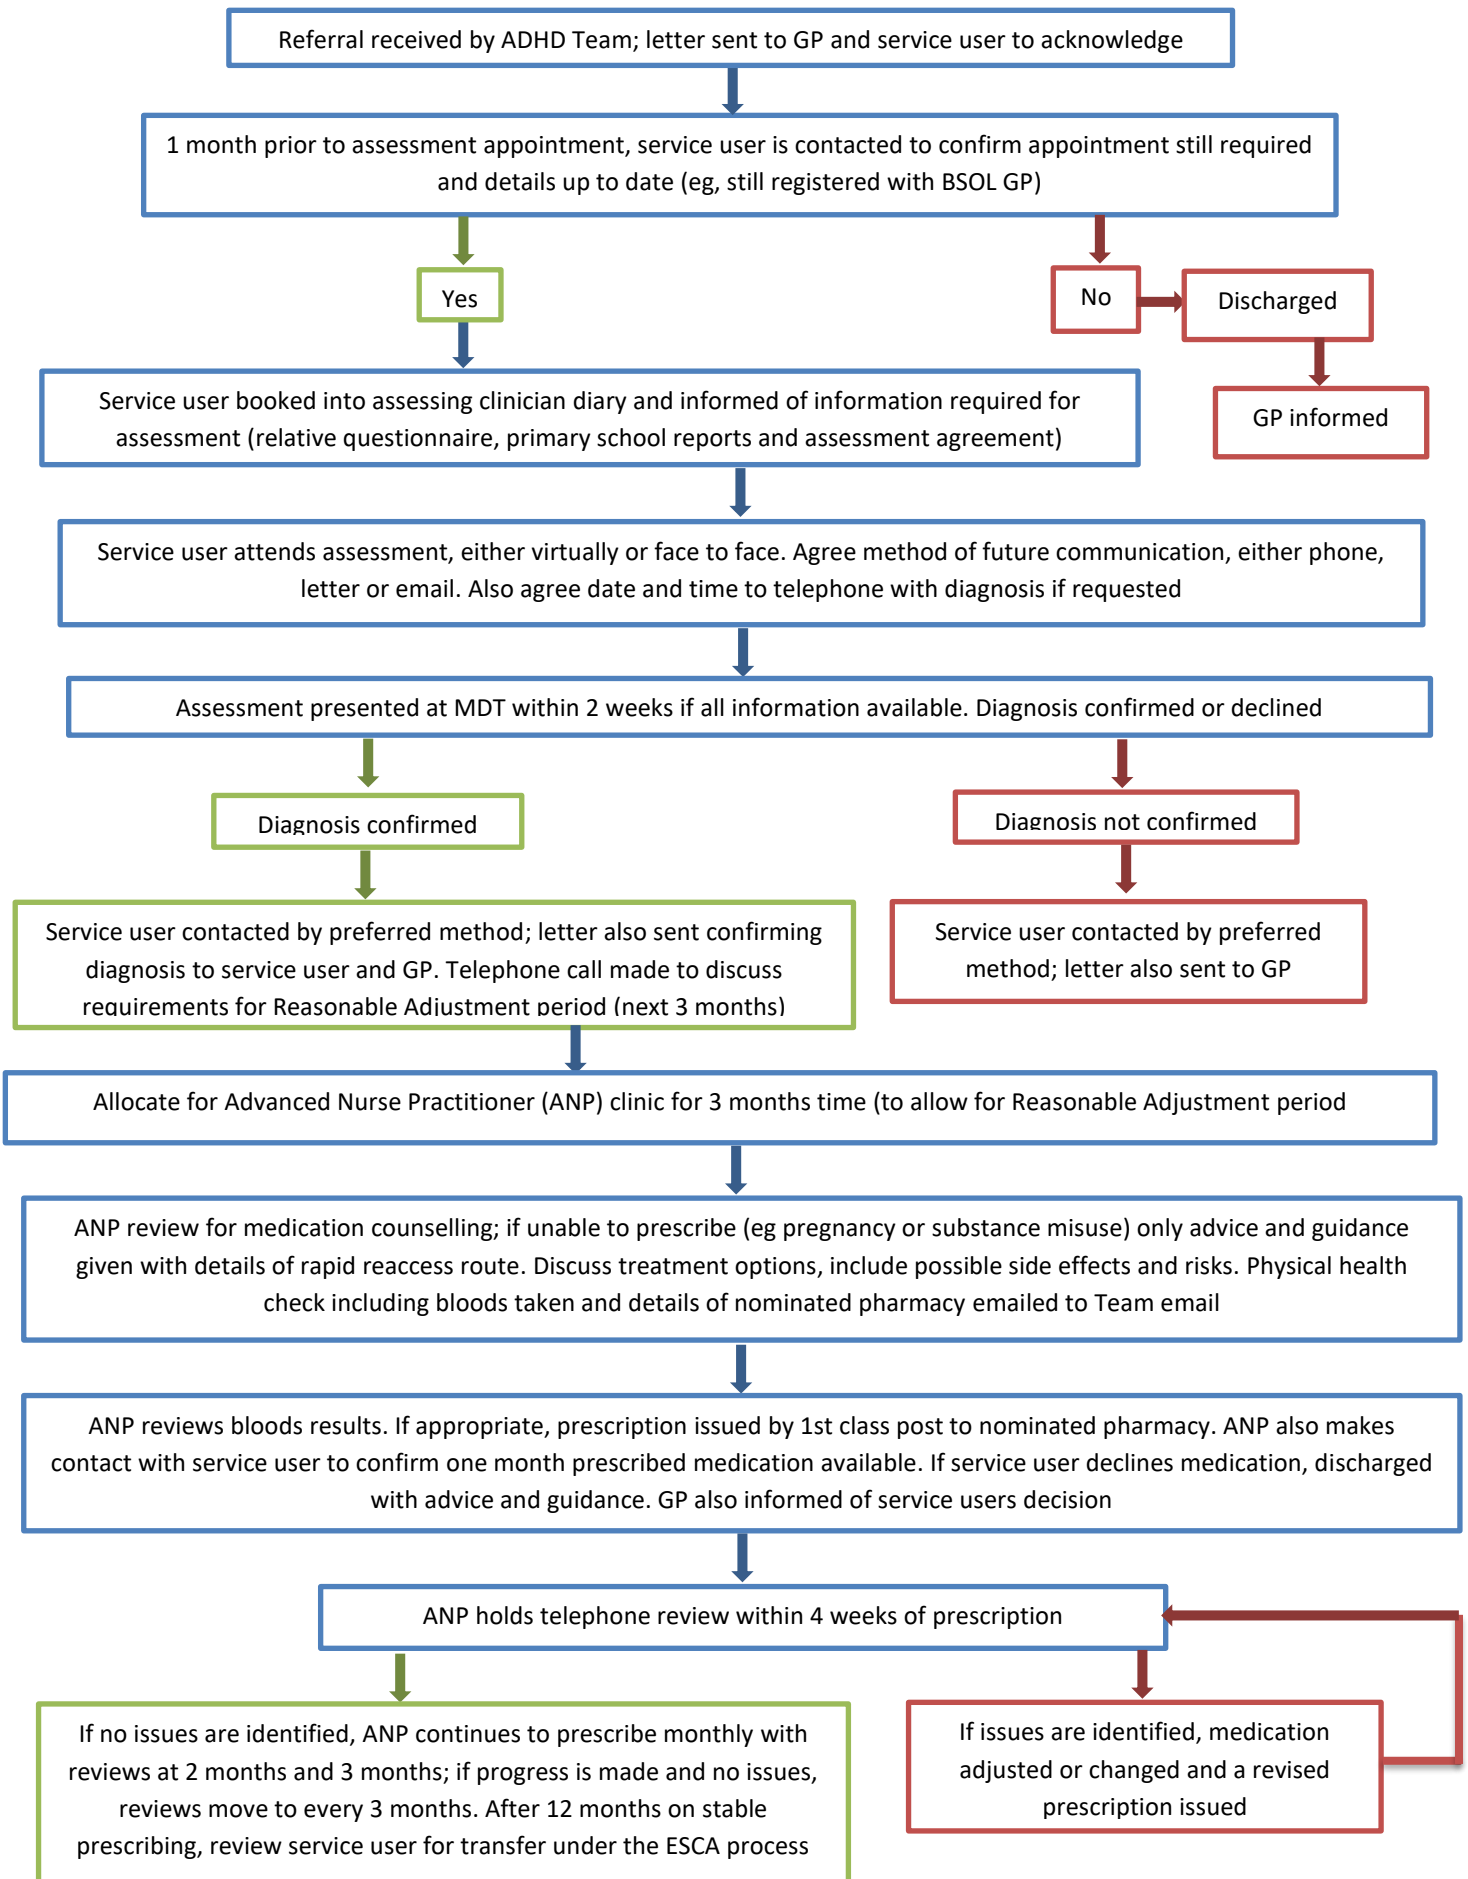 Referral received by ADHD Team; letter sent to GP and service user to acknowledge
1 month prior to assessment appointment, service user is contacted to confirm appointment still required
and details up to date (eg, still registered with BSOL GP)
Yes
No
Discharged
GP informed
Service user booked into assessing clinician diary and informed of information required for
assessment (relative questionnaire, primary school reports and assessment agreement)
Service user attends assessment, either virtually or face to face. Agree method of future communication, either phone,
letter or email. Also agree date and time to telephone with diagnosis if requested
Assessment presented at MDT within 2 weeks if all information available. Diagnosis confirmed or declined
Diagnosis confirmed
Diagnosis not confirmed
Service user contacted by preferred method; letter also sent confirming
diagnosis to service user and GP. Telephone call made to discuss
requirements for Reasonable Adjustment period (next 3 months)
Service user contacted by preferred
method; letter also sent to GP
Allocate for Advanced Nurse Practitioner (ANP) clinic for 3 months time (to allow for Reasonable Adjustment period
ANP review for medication counselling; if unable to prescribe (eg pregnancy or substance misuse) only advice and guidance
given with details of rapid reaccess route. Discuss treatment options, include possible side effects and risks. Physical health
check including bloods taken and details of nominated pharmacy emailed to Team email
ANP reviews bloods results. If appropriate, prescription issued by 1st class post to nominated pharmacy. ANP also makes
contact with service user to confirm one month prescribed medication available. If service user declines medication, discharged
with advice and guidance. GP also informed of service users decision
ANP holds telephone review within 4 weeks of prescription
If no issues are identified, ANP continues to prescribe monthly with
reviews at 2 months and 3 months; if progress is made and no issues,
reviews move to every 3 months. After 12 months on stable
prescribing, review service user for transfer under the ESCA process
If issues are identified, medication
adjusted or changed and a revised
prescription issued